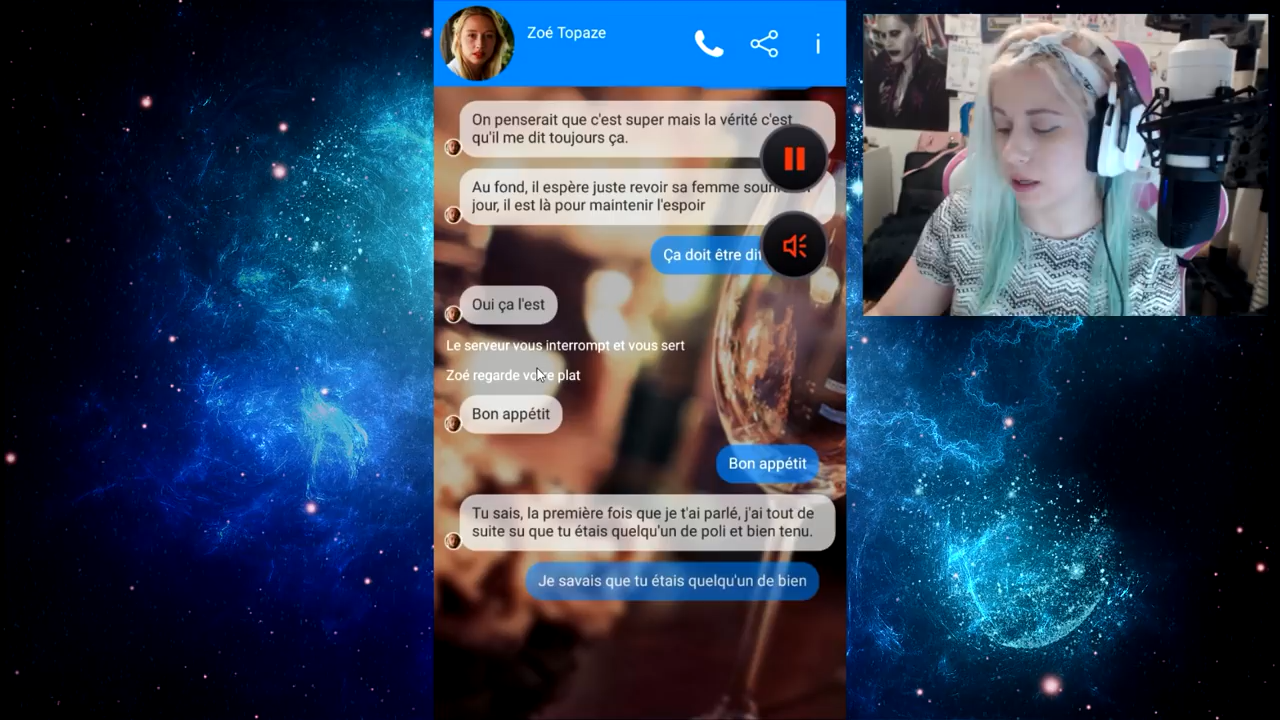 Zoé Topaze
i
On penserait que c'est super mais la vérité c'est
qu'il me dit toujours ça.
Au fond, il espère juste revoir sa femme
jour, il est là pour maintenir l'espoir
Ça doit être
Oui ça l'est
Le serveur vous interrompt et vous sert
Zoé regarde votre plat
Bon appétit
Bon appétit
Tu sais, la première fois que je t'ai parlé, j'ai tout de
suite su que tu étais quelqu'un de poli et bien tenu.
Je savais que tu étais quelqu'un de bien